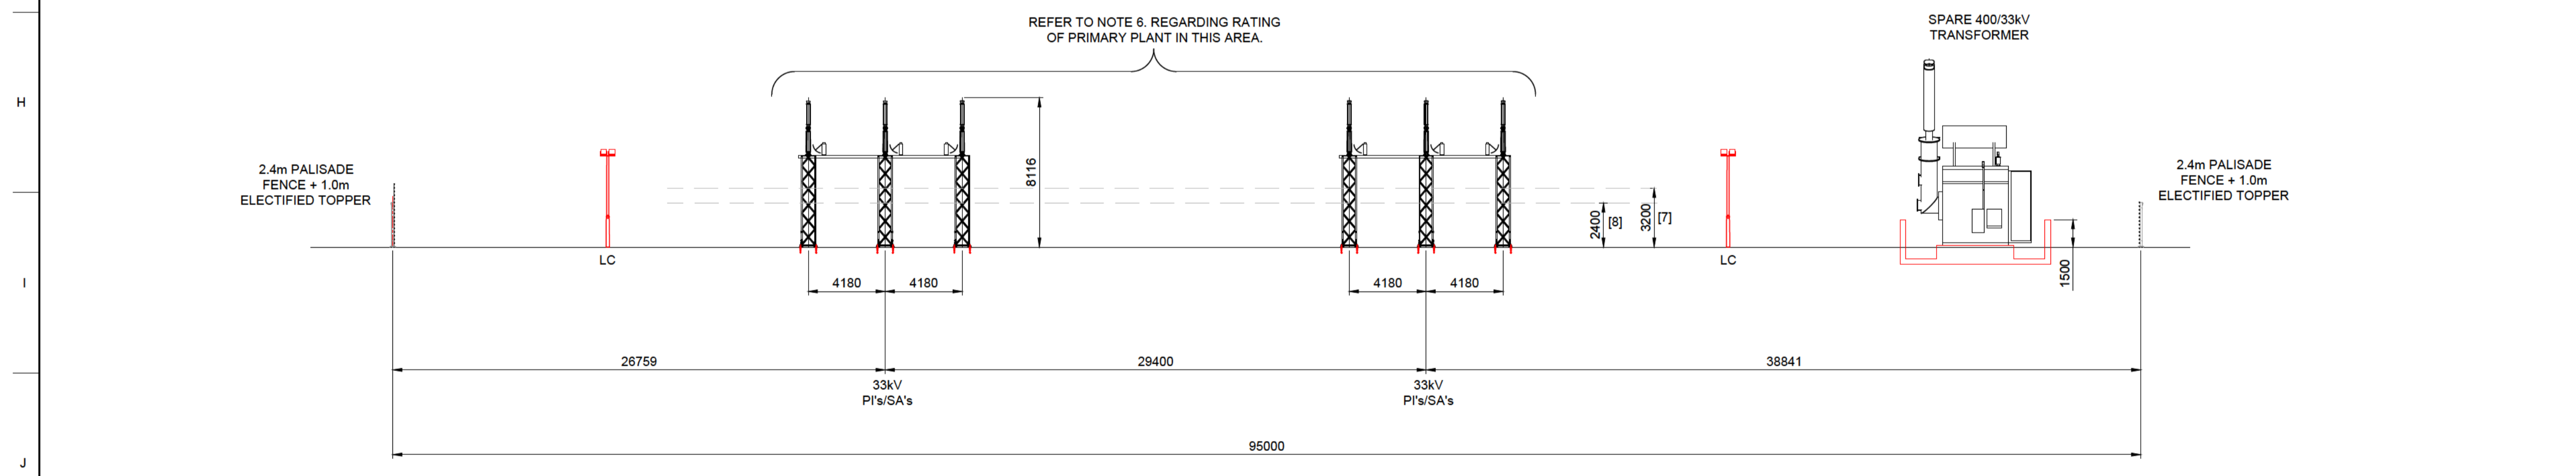 REFER TO NOTE 6. REGARDING RATING
OF PRIMARY PLANT IN THIS AREA.
SPARE 400/33kV
TRANSFORMER
H
2.4m PALISADE
FENCE + 1.0m
ELECTIFIED TOPPER
8116
2400
[8]
3200
[7]
2.4m PALISADE
FENCE + 1.0m
ELECTIFIED TOPPER
LC
LC
I
4180
4180
4180
4180
1500
26759
29400
38841
33kV
PI's/SA's
33kV
PI's/SA's
95000
J